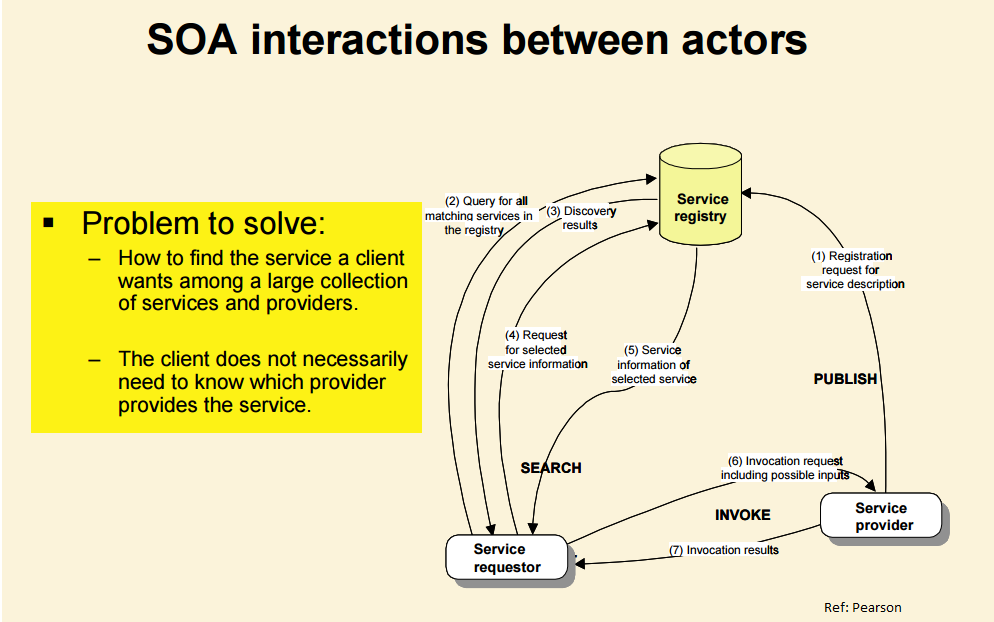 SOA interactions between actors
▪ Problem to solve:
– How to find the service a client
wants among a large collection
of services and providers.
– The client does not necessarily
need to know which provider
provides the service.
(2) Query for all
matching services in
the registry
(3) Discovery
results
Service
registry
(1) Registration
request for
service description
(4) Request
for selected
service information
(5) Service
information of
selected service
PUBLISH
SEARCH
(6) Invocation request
including possible inputs
INVOKE
Service
provider
(7) Invocation results
Service
requestor
Ref: Pearson